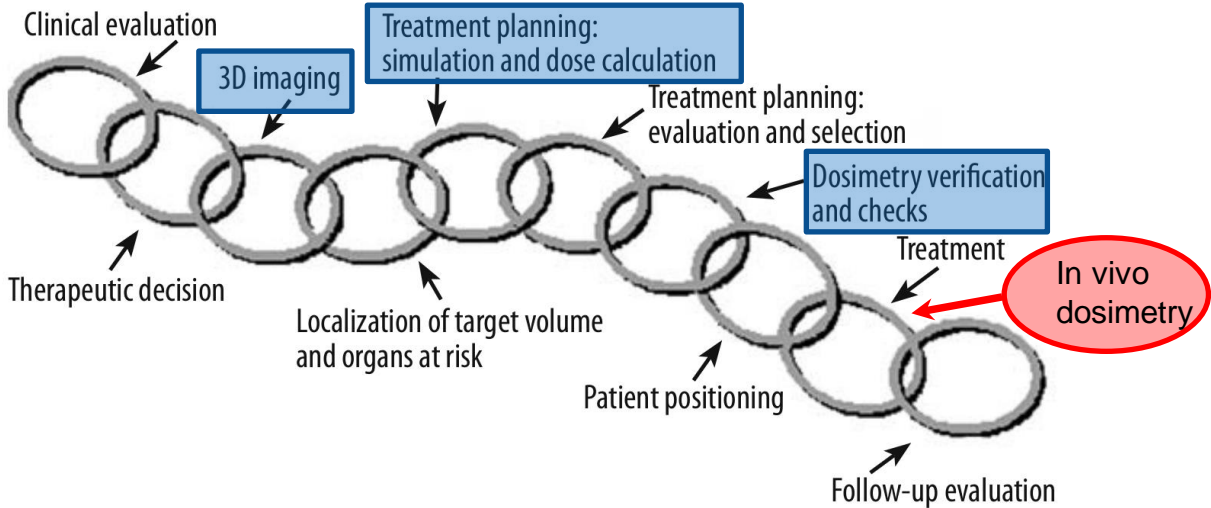 Clinical evaluation
3D imaging
Treatment planning:
simulation and dose calculation
Treatment planning:
evaluation and selection
Dosimetry verification
and checks
Treatment
In vivo
dosimetry
Therapeutic decision
Localization of target volume
and organs at risk
Patient positioning
Follow-up evaluation